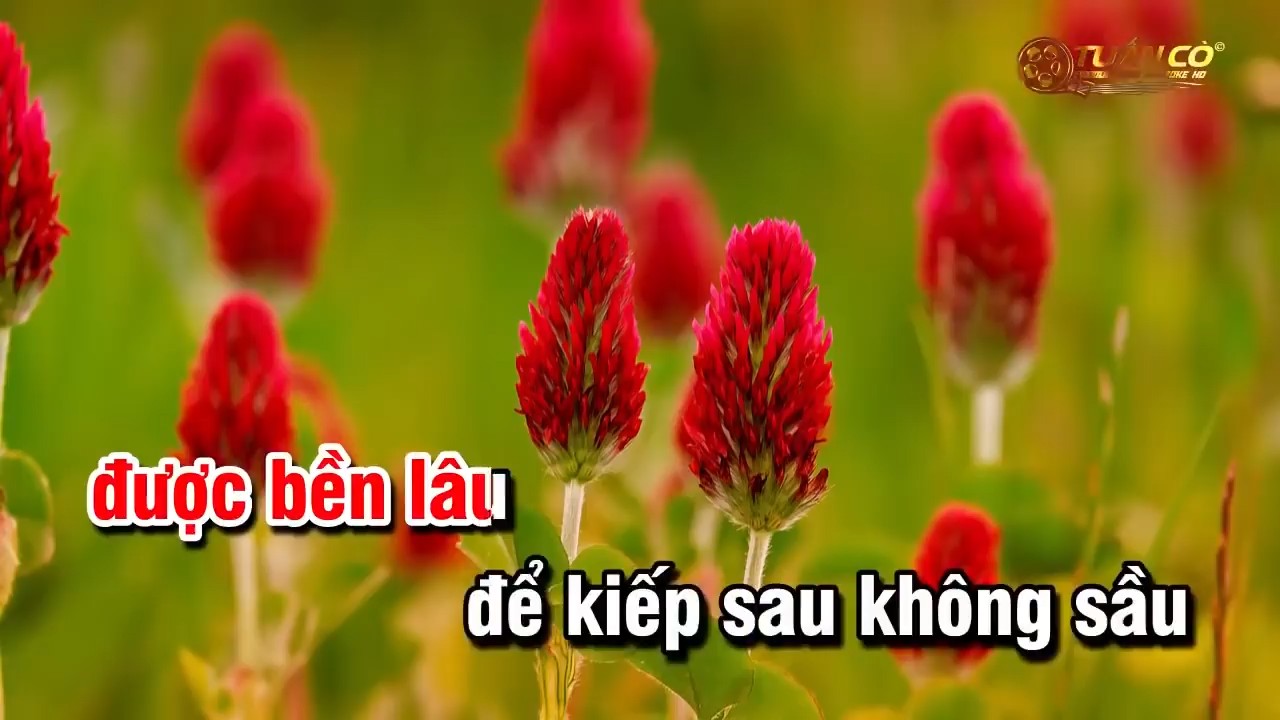 TUẤN CÒ
được bền lâu
để kiếp sau không sầu